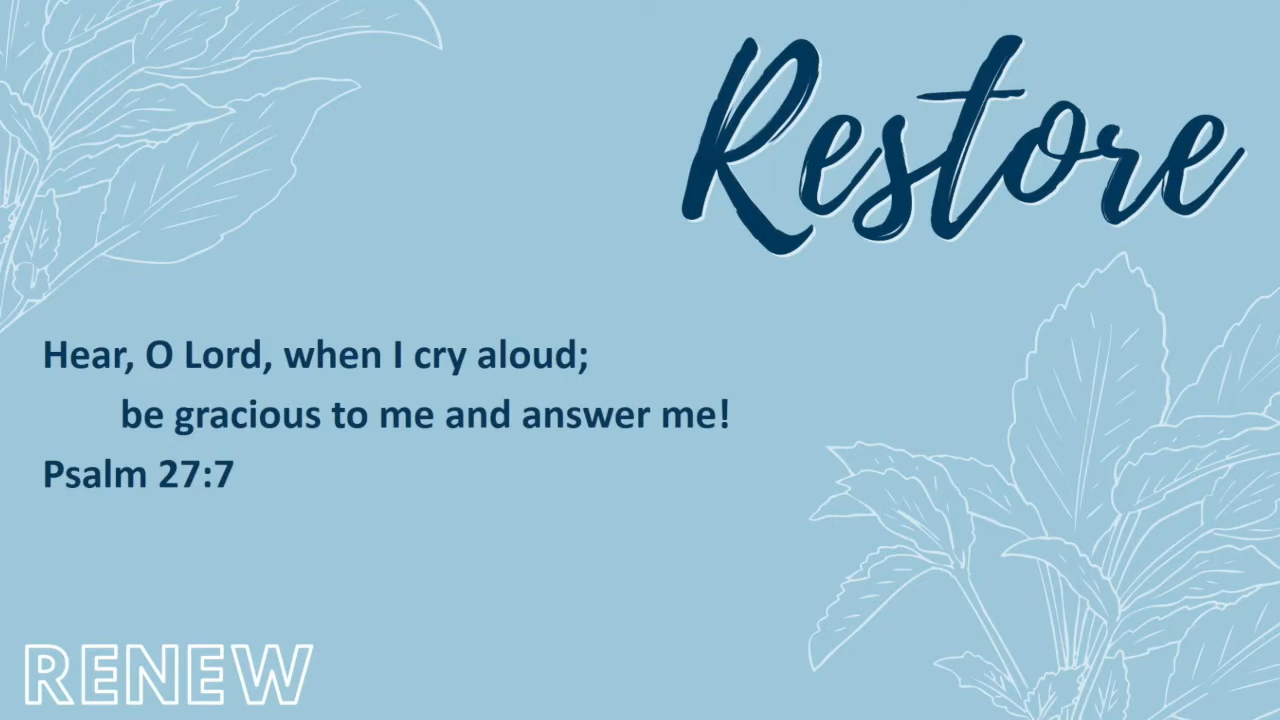 Restore
Hear, O Lord, when I cry aloud;
be gracious to me and answer me!
Psalm 27:7
RENEW